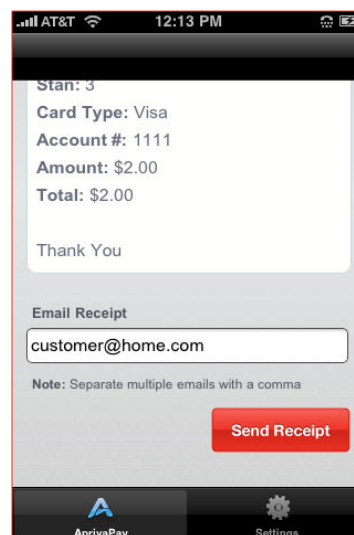 AT&T 12:13 PM
Stan: 3
Card Type: Visa
Account #: 1111
Amount: $2.00
Total: $2.00
Thank You
Email Receipt
customer@home.com
Note: Separate multiple emails with a comma
Send Receipt
AprivaPay Settings